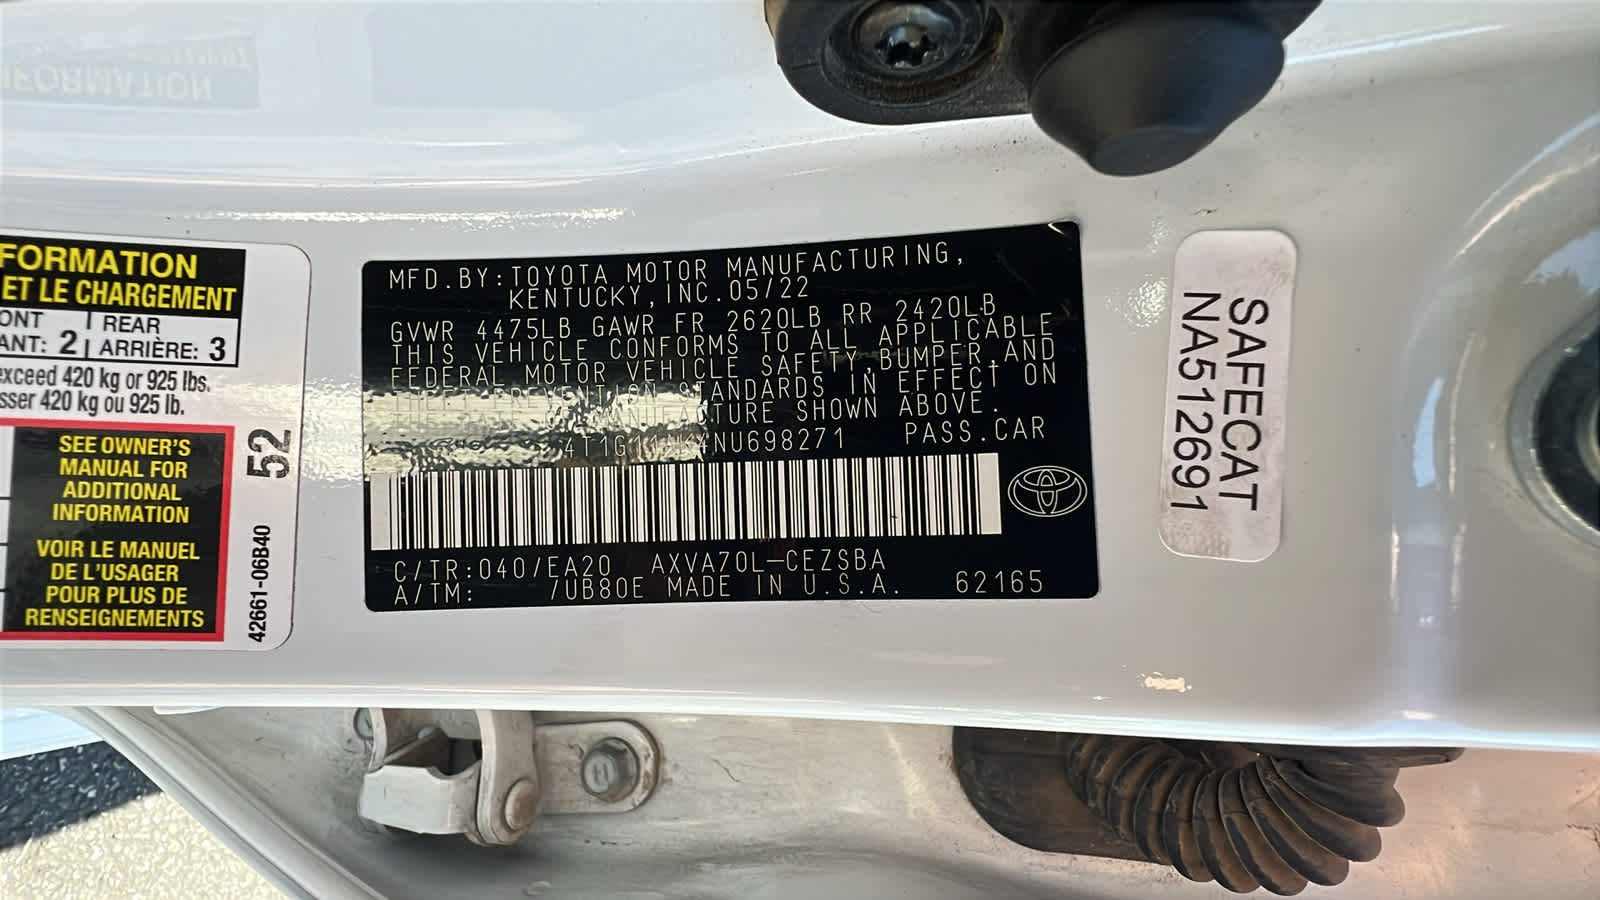 FORMATION
ET LE CHARGEMENT
ONT | REAR
ANT: 2 | ARRIÈRE: 3
exceed 420 kg or 925 lbs.
sser 420 kg ou 925 lb.
SEE OWNER'S
MANUAL FOR
ADDITIONAL
INFORMATION
VOIR LE MANUEL
DE L'USAGER
POUR PLUS DE
RENSEIGNEMENTS
52
42661-06B40
MFD.BY:TOYOTA MOTOR MANUFACTURING,
KENTUCKY,INC.05/22
GVWR 4475LB GAWR FR 2620LB RR 2420LB
THIS VEHICLE CONFORMS TO ALL APPLICABLE
FEDERAL MOTOR VEHICLE SAFETY,BUMPER,AND
THEFT PREVENTION STANDARDS IN EFFECT ON
MANUFACTURE SHOWN ABOVE.
NU698271 PASS.CAR
C/TR:040/EA20 AXVA70L-CEZSBA
A/TM: /UB80E MADE IN U.S.A. 62165
SAFECAT
NA512691